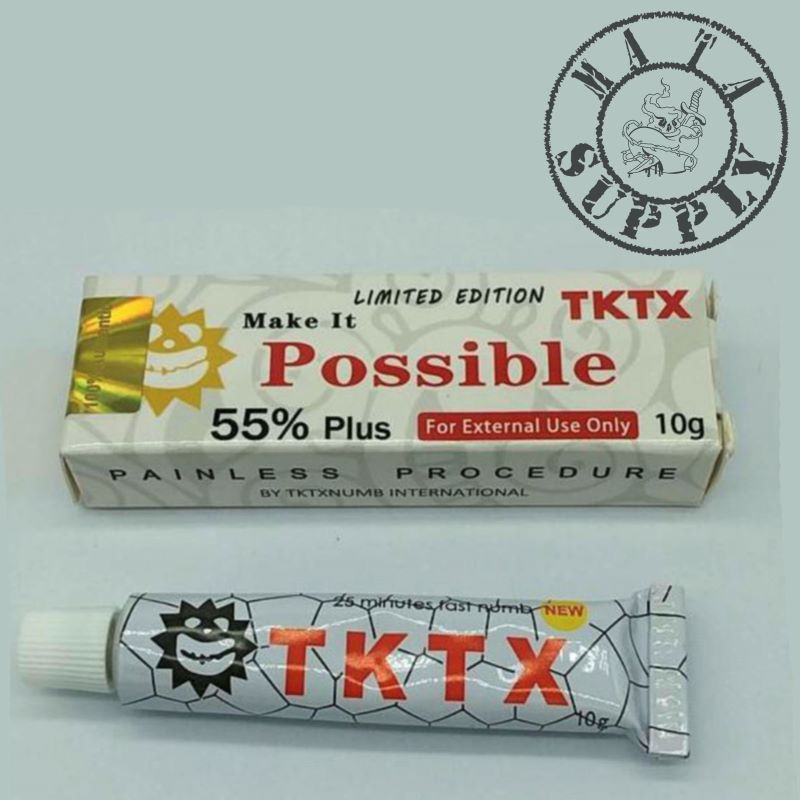 MATA SUPPLY
LIMITED EDITION TKTX
Make It
Possible
55% Plus For External Use Only 10g
PAINLESS PROCEDURE
BY TKTXNUMB INTERNATIONAL
25 minutes fast numb NEW
TKTX
10g